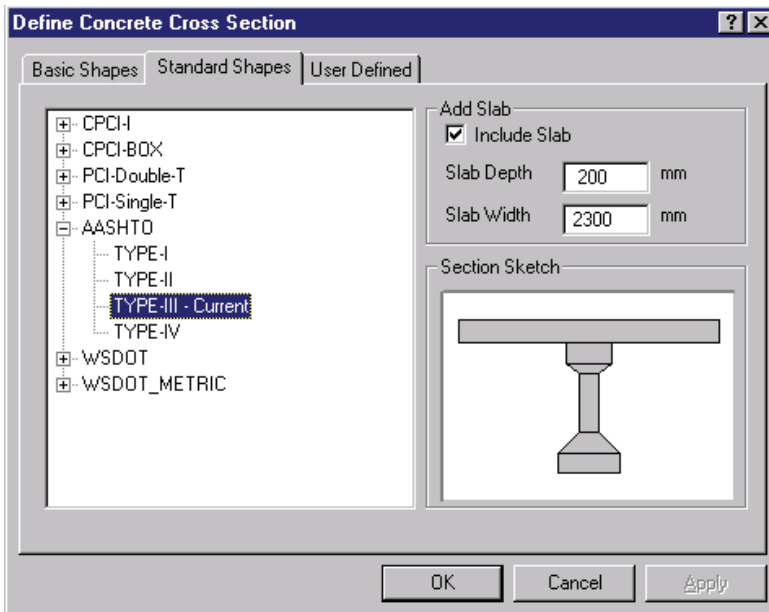 Define Concrete Cross Section
Basic Shapes Standard Shapes User Defined
CPCI-I
CPCI-BOX
PCI-Double-T
PCI-Single-T
AASHTO
TYPE-I
TYPE-II
TYPE-III - Current
TYPE-IV
WSDOT
WSDOT_METRIC
Add Slab
Include Slab
Slab Depth 200 mm
Slab Width 2300 mm
Section Sketch
OK Cancel Apply